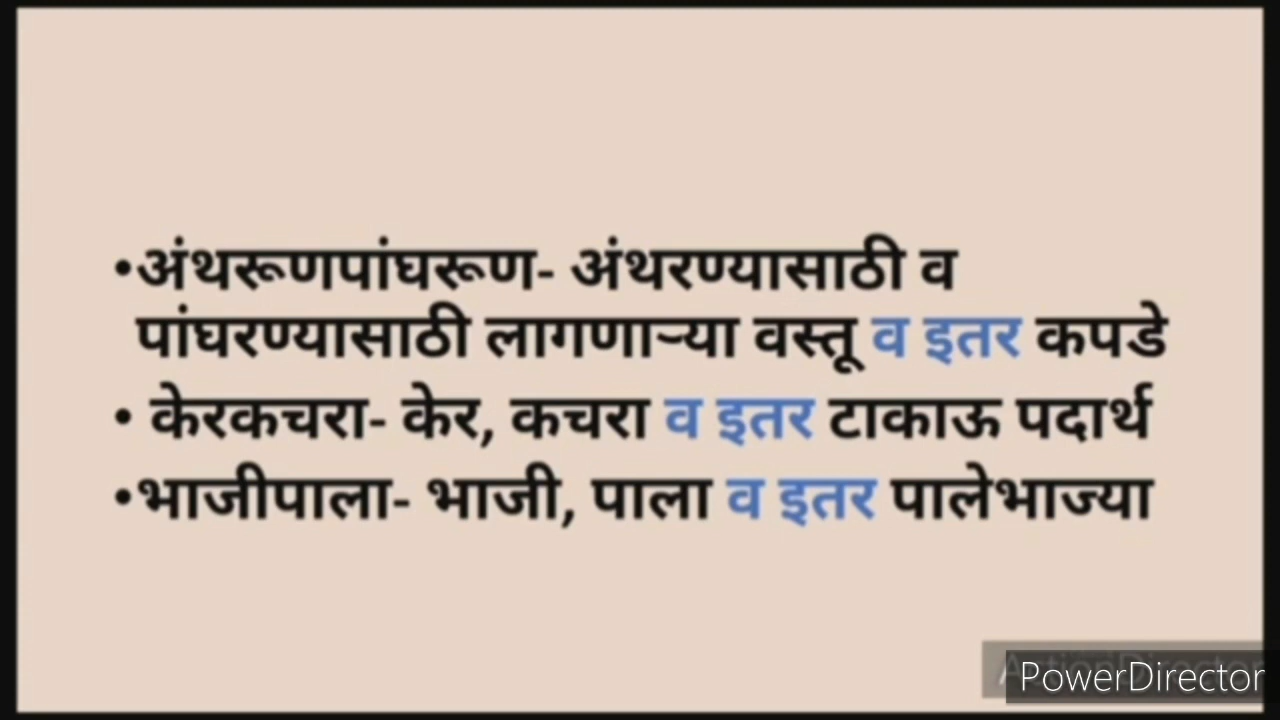 •अंथरूणपांघरूण- अंथरण्यासाठी व
पांघरण्यासाठी लागणाऱ्या वस्तू व इतर कपडे
• केरकचरा- केर, कचरा व इतर टाकाऊ पदार्थ
•भाजीपाला- भाजी, पाला व इतर पालेभाज्या
PowerDirector